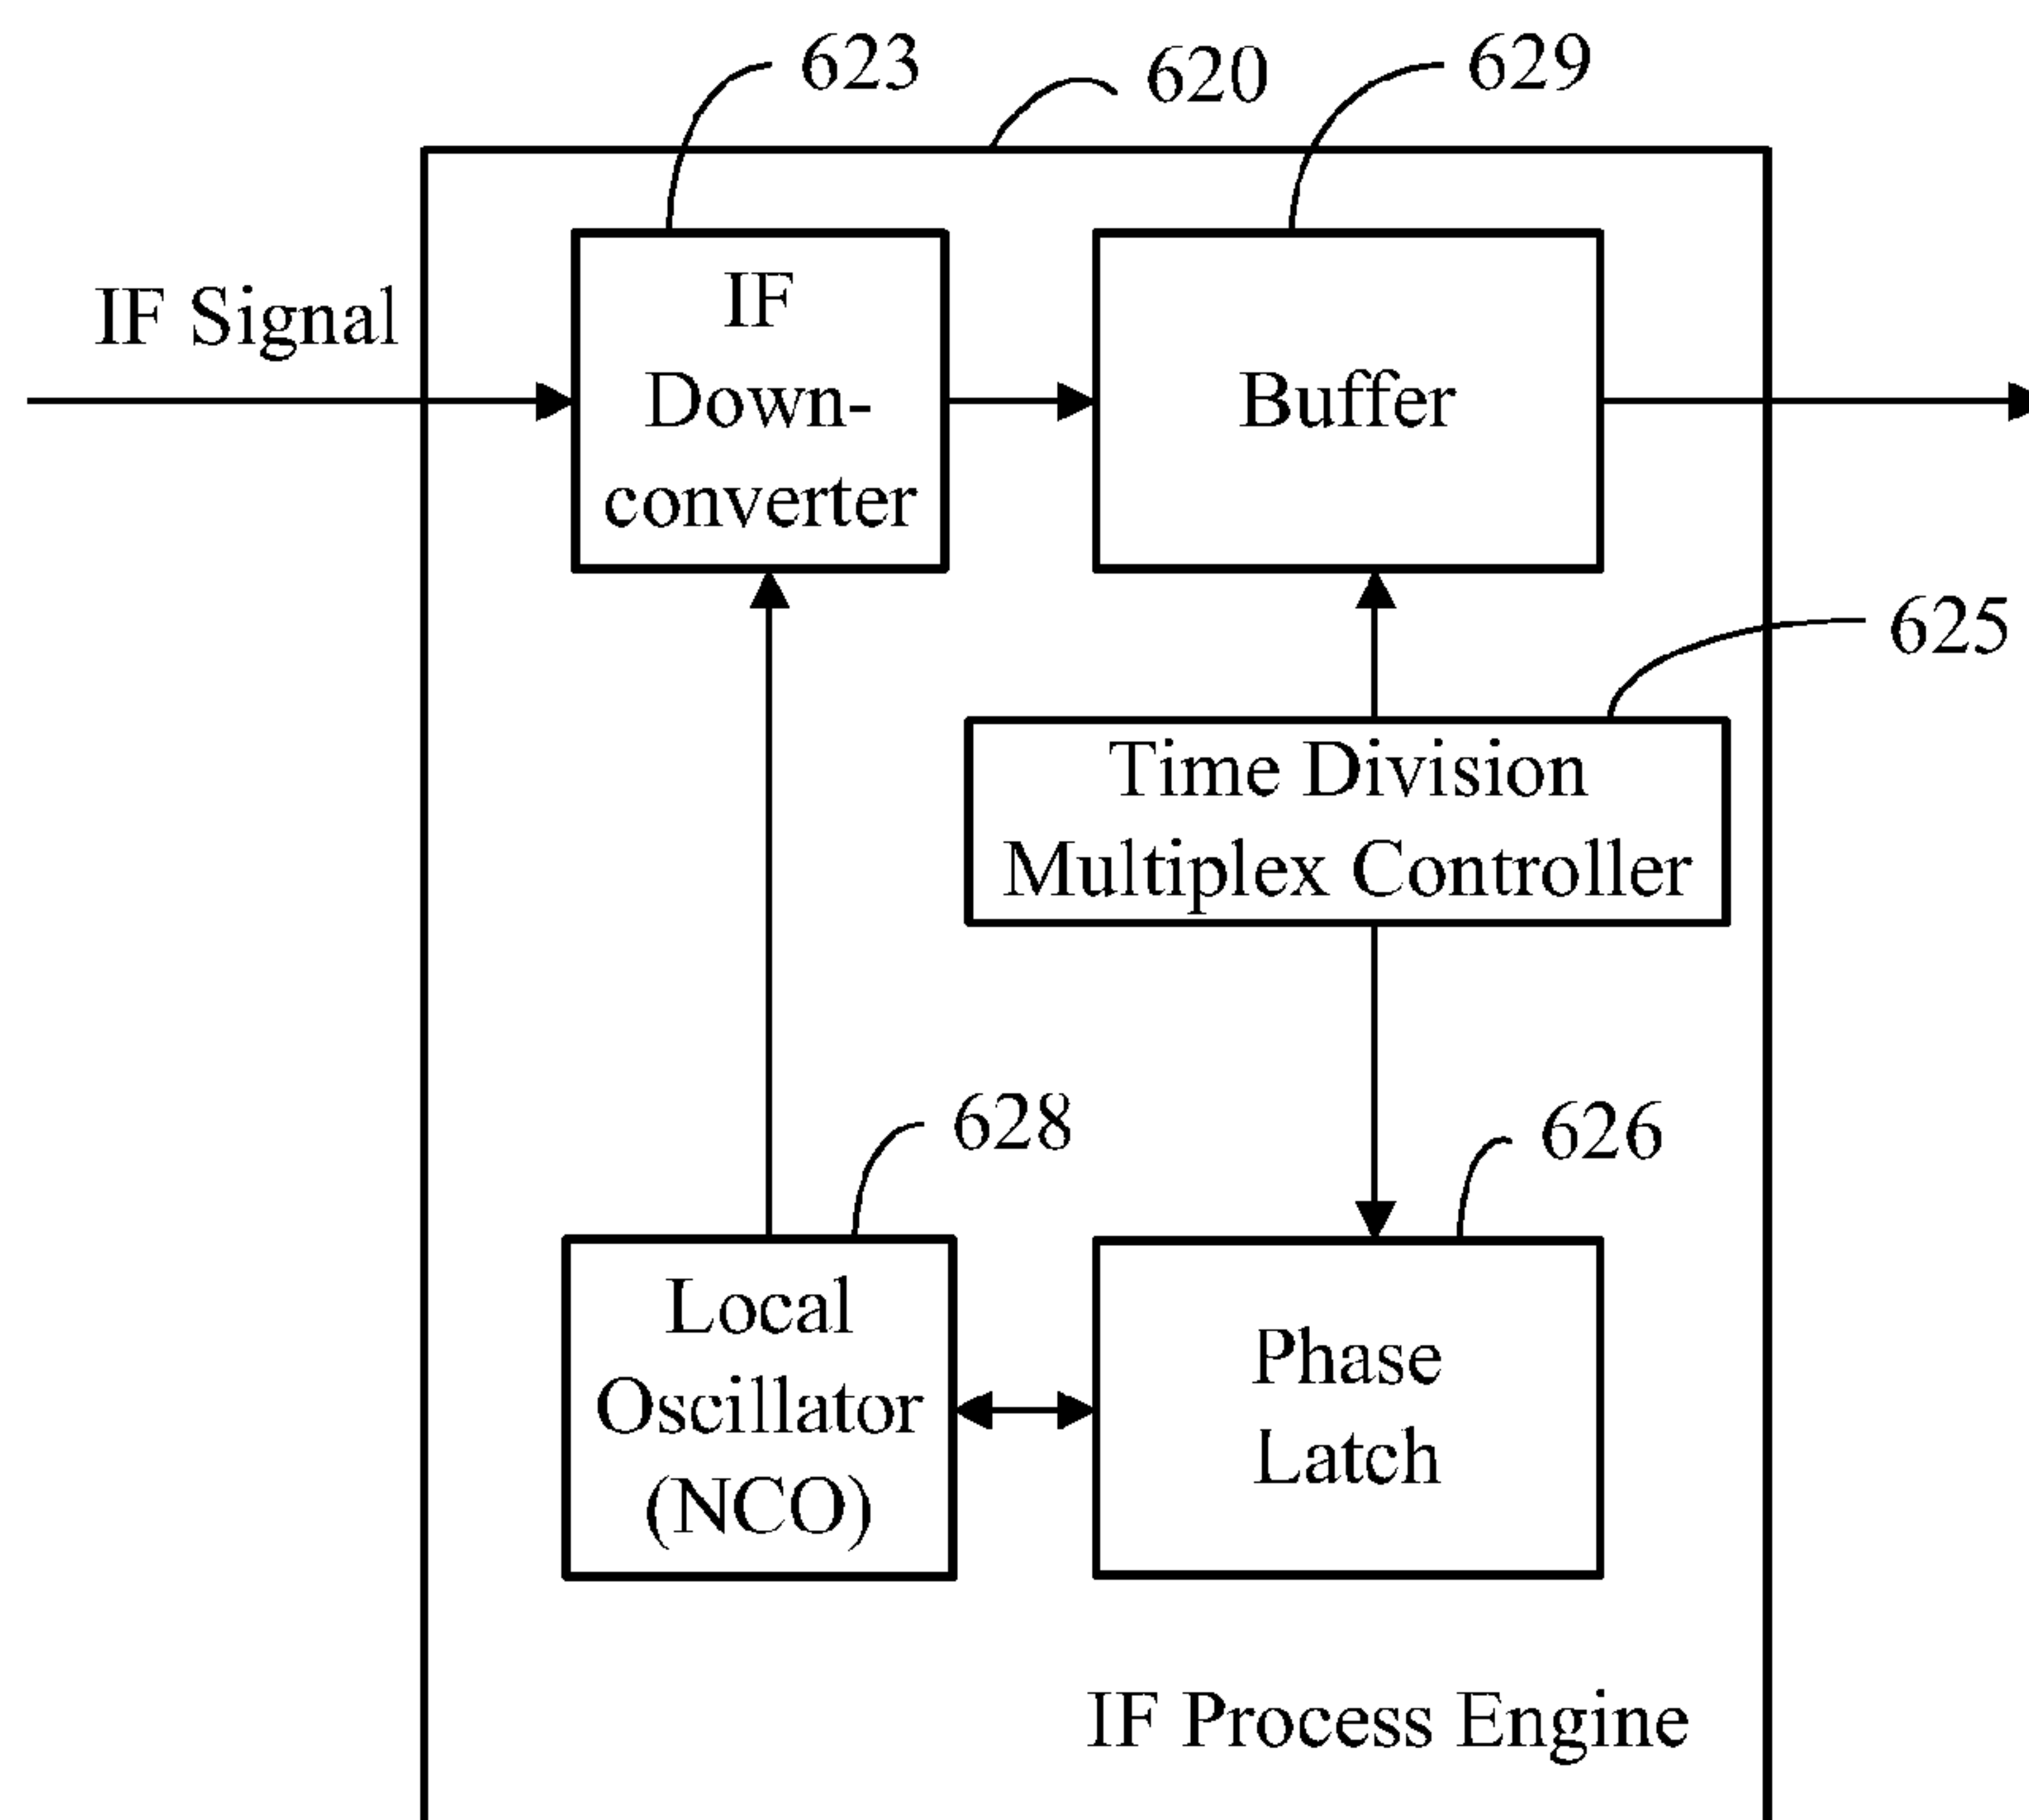 623
620
629
IF Signal
IF
Down-
converter
Buffer
625
Time Division
Multiplex Controller
628
626
Local
Oscillator
(NCO)
Phase
Latch
IF Process Engine